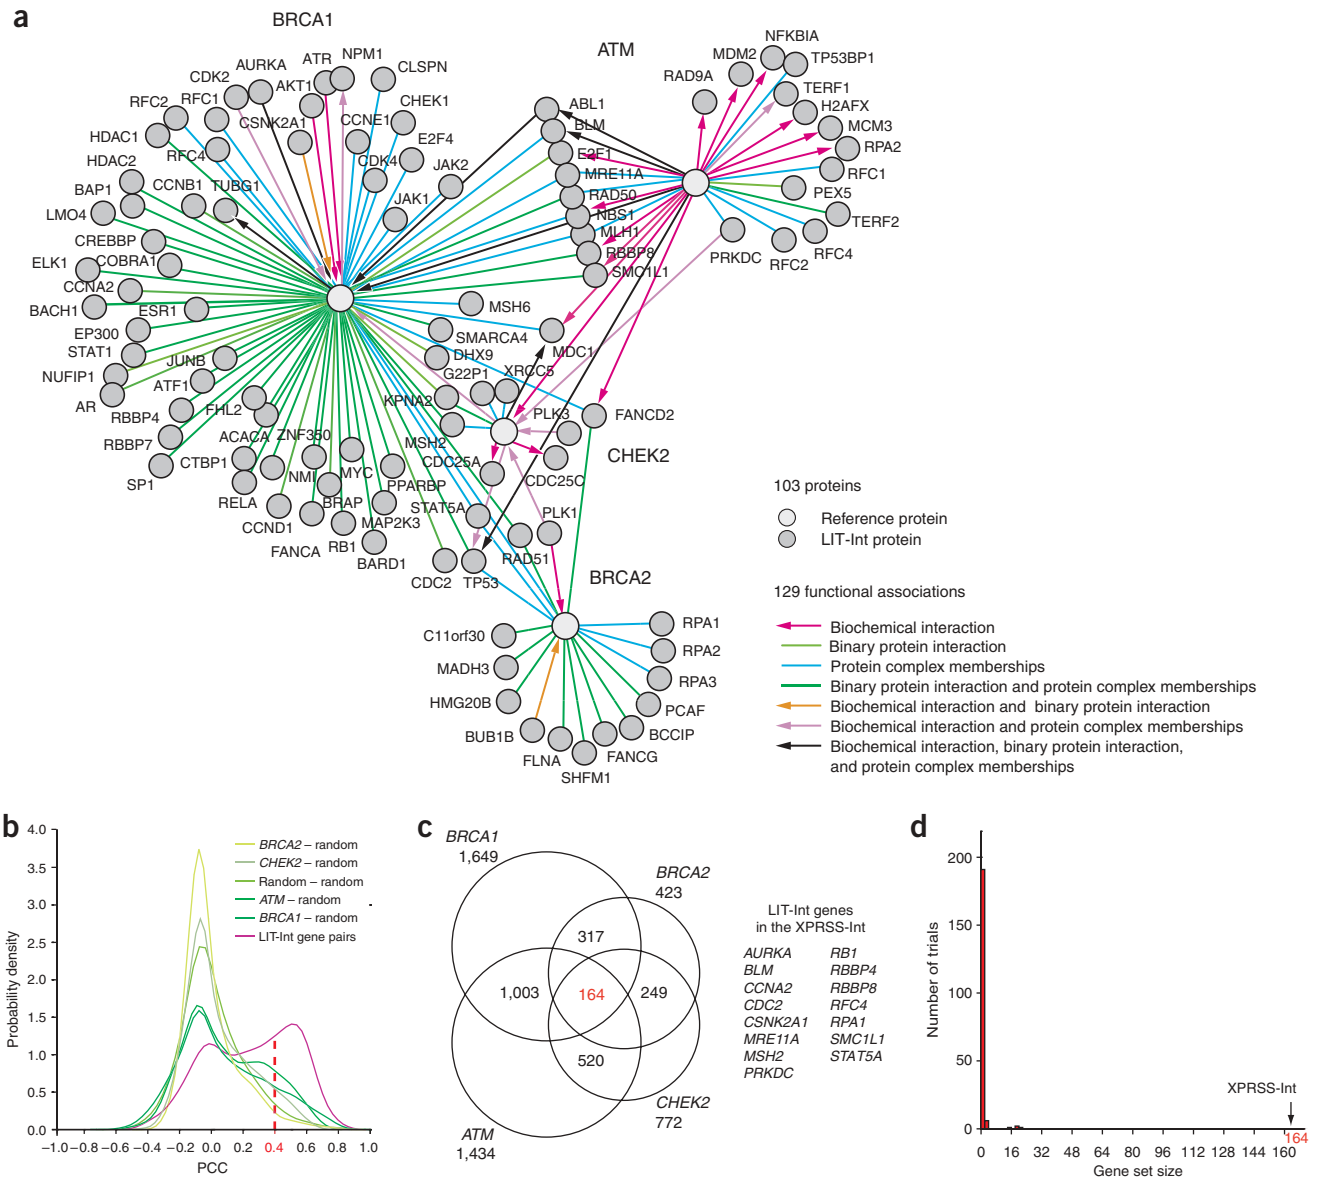 a
BRCA1
ATM
NFKBIA
MDM2
TP53BP1
RAD9A
TERF1
H2AFX
MCM3
RPA2
RFC1
PEX5
TERF2
RFC4
RFC2
PRKDC
ATR
NPM1
CLSPN
AURKA
CDK2
AKT1
RFC2
RFC1
CSNK2A1
CCNE1
CHEK1
HDAC1
RFC4
CDK4
E2F4
HDAC2
JAK2
BAP1
CCNB1
TUBG1
JAK1
LMO4
CREBBP
COBRA1
ELK1
CCNA2
BACH1
ESR1
EP300
STAT1
JUNB
NUFIP1
ATF1
AR
RBBP4
FHL2
RBBP7
ACACA
ZNF350
CTBP1
SP1
NMI
MYC
RELA
PPARBP
BRAP
CCND1
MAP2K3
FANCA
RB1
BARD1
ABL1
BLM
E2F1
MRE11A
RAD50
NBS1
MLH1
RBBP8
SMC1L1
MSH6
SMARCA4
MDC1
DHX9
G22P1
XRCC5
KPNA2
PLK3
FANCD2
MSH2
CHEK2
CDC25A
CDC25C
STAT5A
PLK1
RAD51
CDC2
TP53
BRCA2
C11orf30
RPA1
MADH3
RPA2
HMG20B
RPA3
PCAF
BUB1B
BCCIP
FLNA
FANCG
SHFM1
103 proteins
Reference protein
LIT-Int protein
129 functional associations
Biochemical interaction
Binary protein interaction
Protein complex memberships
Binary protein interaction and protein complex memberships
Biochemical interaction and binary protein interaction
Biochemical interaction and protein complex memberships
Biochemical interaction, binary protein interaction,
and protein complex memberships
b
4.0
3.5
3.0
2.5
2.0
1.5
1.0
0.5
0.0
Probability density
BRCA2 – random
CHEK2 – random
Random – random
ATM – random
BRCA1 – random
LIT-Int gene pairs
–1.0 –0.8 –0.6 –0.4 –0.2 0.0 0.2 0.4 0.6 0.8 1.0
PCC
c
BRCA1
1,649
BRCA2
423
317
1,003
164
249
520
CHEK2
772
ATM
1,434
LIT-Int genes
in the XPRSS-Int
AURKA RB1
BLM RBBP4
CCNA2 RBBP8
CDC2 RFC4
CSNK2A1 RPA1
MRE11A SMC1L1
MSH2 STAT5A
PRKDC
d
200
150
100
50
0
Number of trials
XPRSS-Int
164
0 16 32 48 64 80 96 112 128 144 160
Gene set size